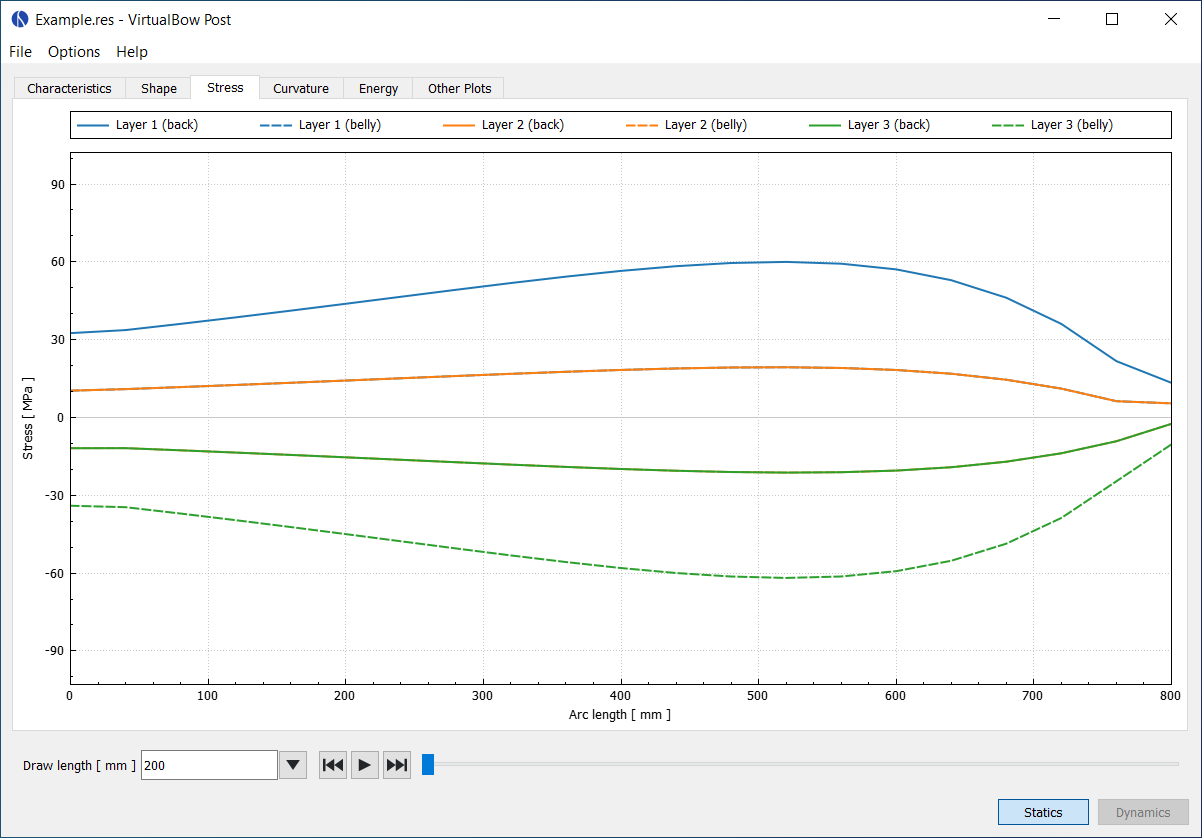 Example.res - VirtualBow Post
File Options Help
Characteristics Shape Stress Curvature Energy Other Plots
Layer 1 (back) Layer 1 (belly) Layer 2 (back) Layer 2 (belly) Layer 3 (back) Layer 3 (belly)
90
60
30
0
-30
-60
-90
Stress [ MPa ]
0 100 200 300 400 500 600 700 800
Arc length [ mm ]
Draw length [ mm ] 200
Statics Dynamics